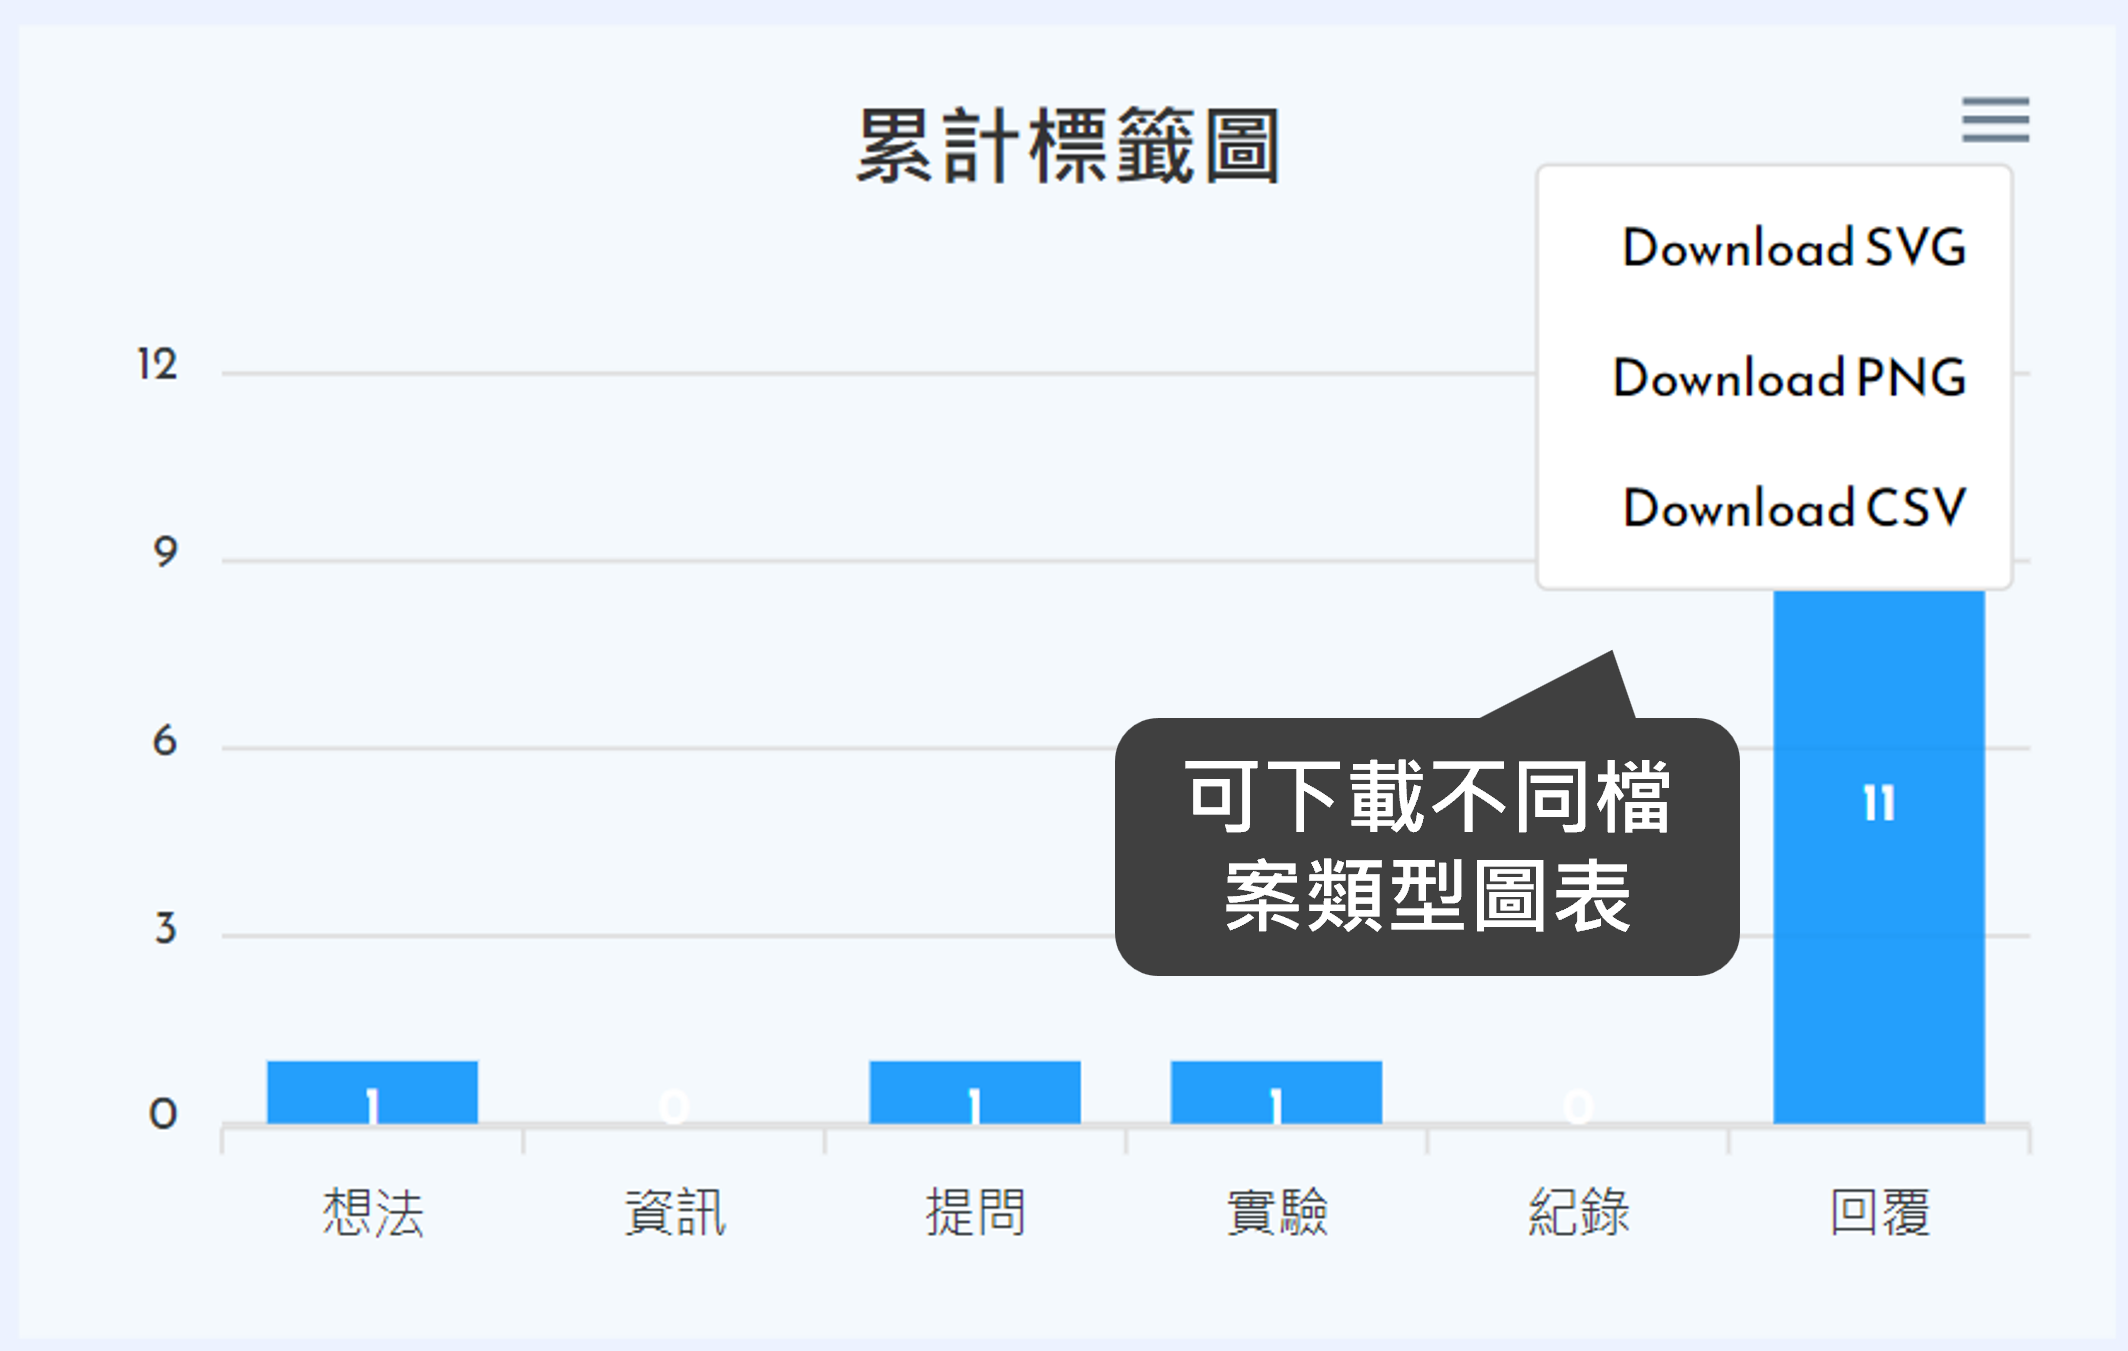 累計標籤圖
Download SVG
Download PNG
Download CSV
12
9
6
3
0
可下載不同檔
案類型圖表
1
0
1
1
0
11
想法
資訊
提問
實驗
紀錄
回覆